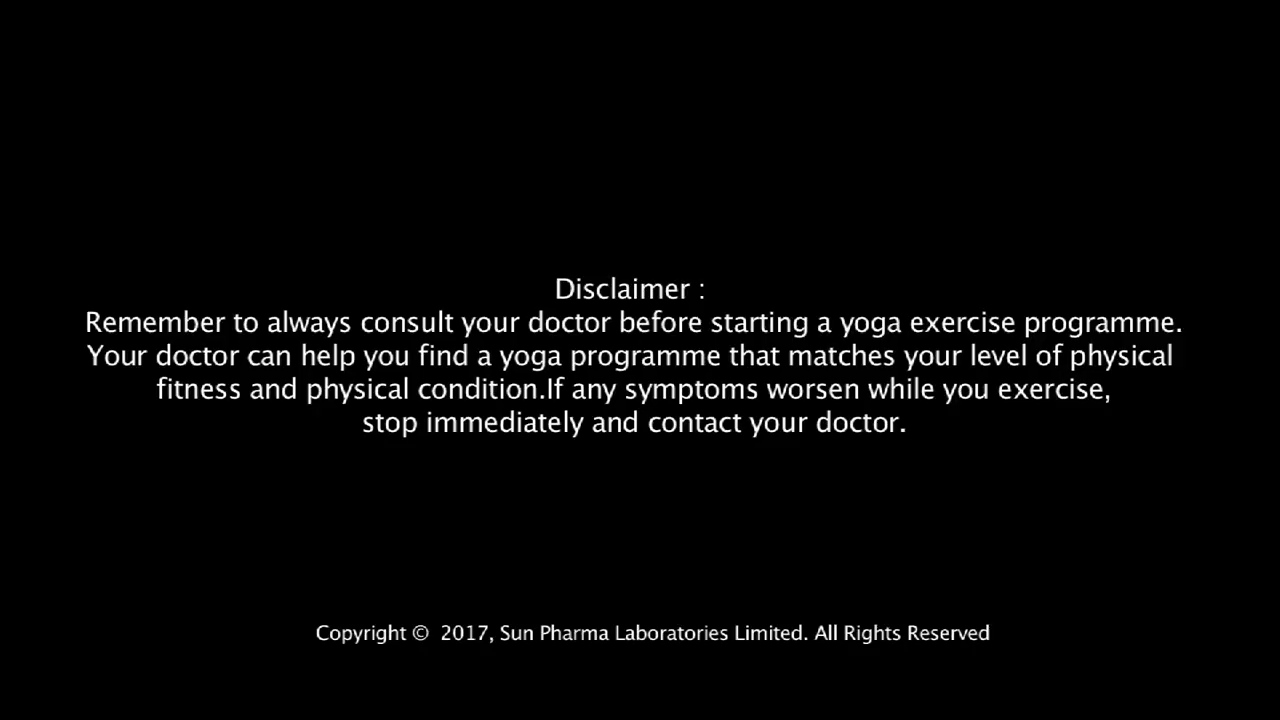 Disclaimer :
Remember to always consult your doctor before starting a yoga exercise programme.
Your doctor can help you find a yoga programme that matches your level of physical
fitness and physical condition.If any symptoms worsen while you exercise,
stop immediately and contact your doctor.
Copyright © 2017, Sun Pharma Laboratories Limited. All Rights Reserved